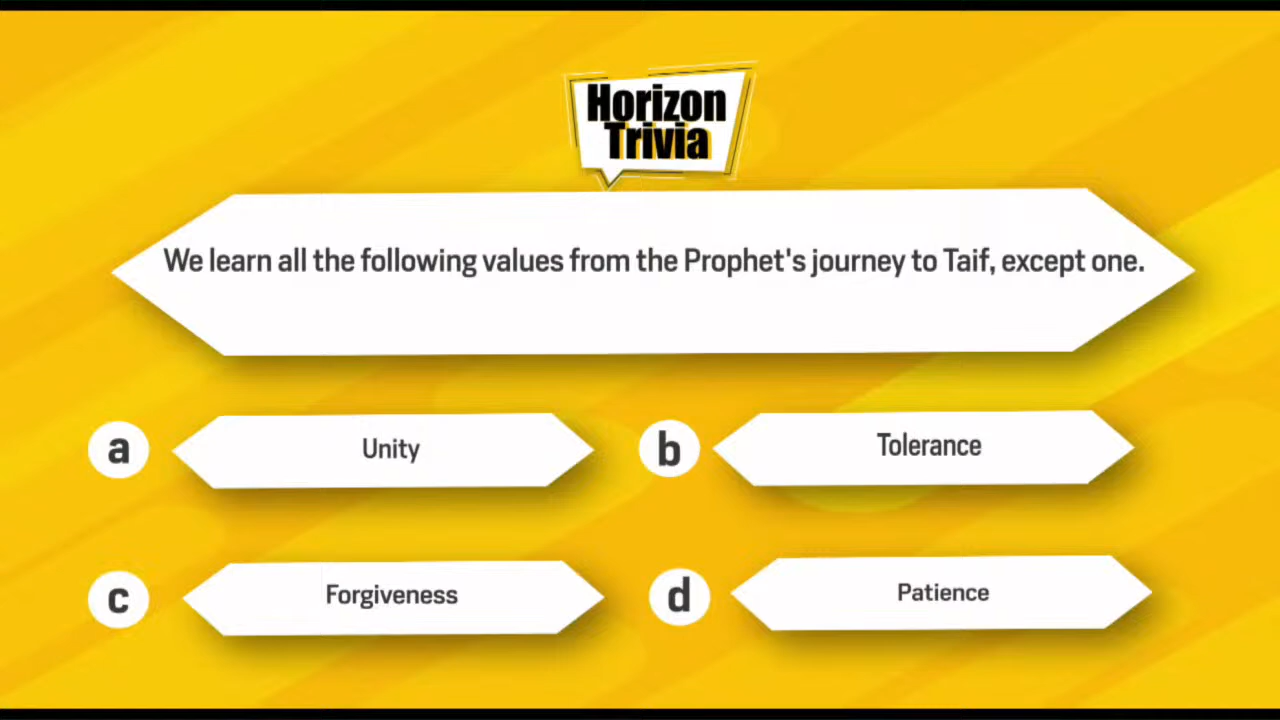 Horizon
Trivia
We learn all the following values from the Prophet's journey to Taif, except one.
a
Unity
b
Tolerance
c
Forgiveness
d
Patience